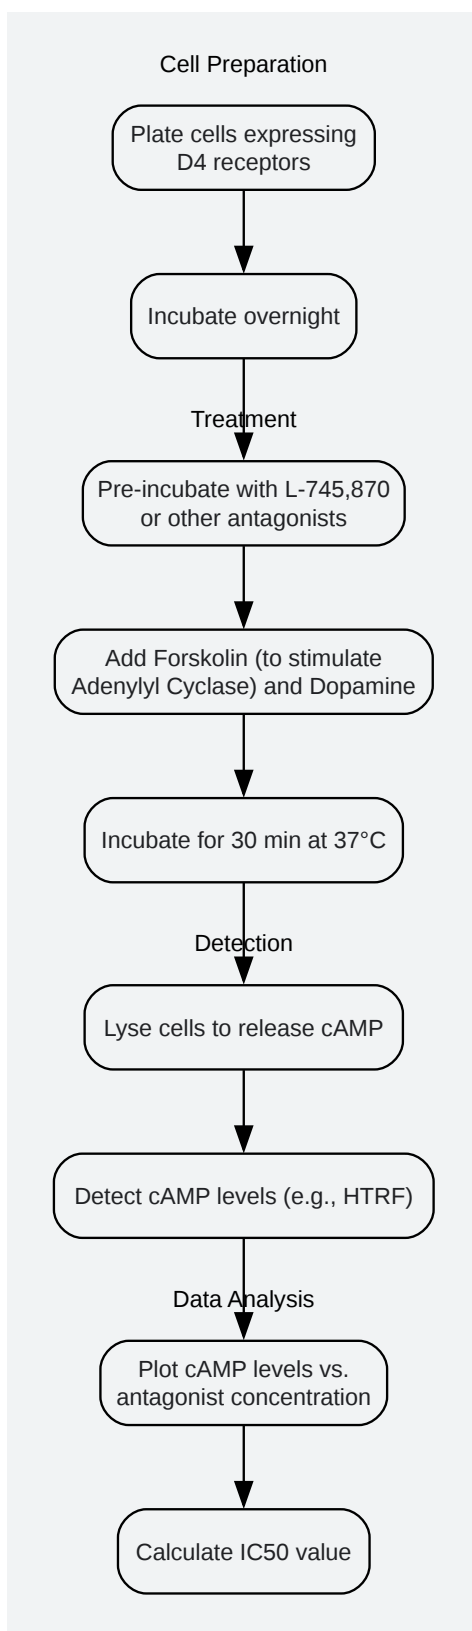 Cell Preparation
Plate cells expressing
D4 receptors
Incubate overnight
Treatment
Pre-incubate with L-745,870
or other antagonists
Add Forskolin (to stimulate
Adenylyl Cyclase) and Dopamine
Incubate for 30 min at 37°C
Detection
Lyse cells to release cAMP
Detect cAMP levels (e.g., HTRF)
Data Analysis
Plot cAMP levels vs.
antagonist concentration
Calculate IC50 value